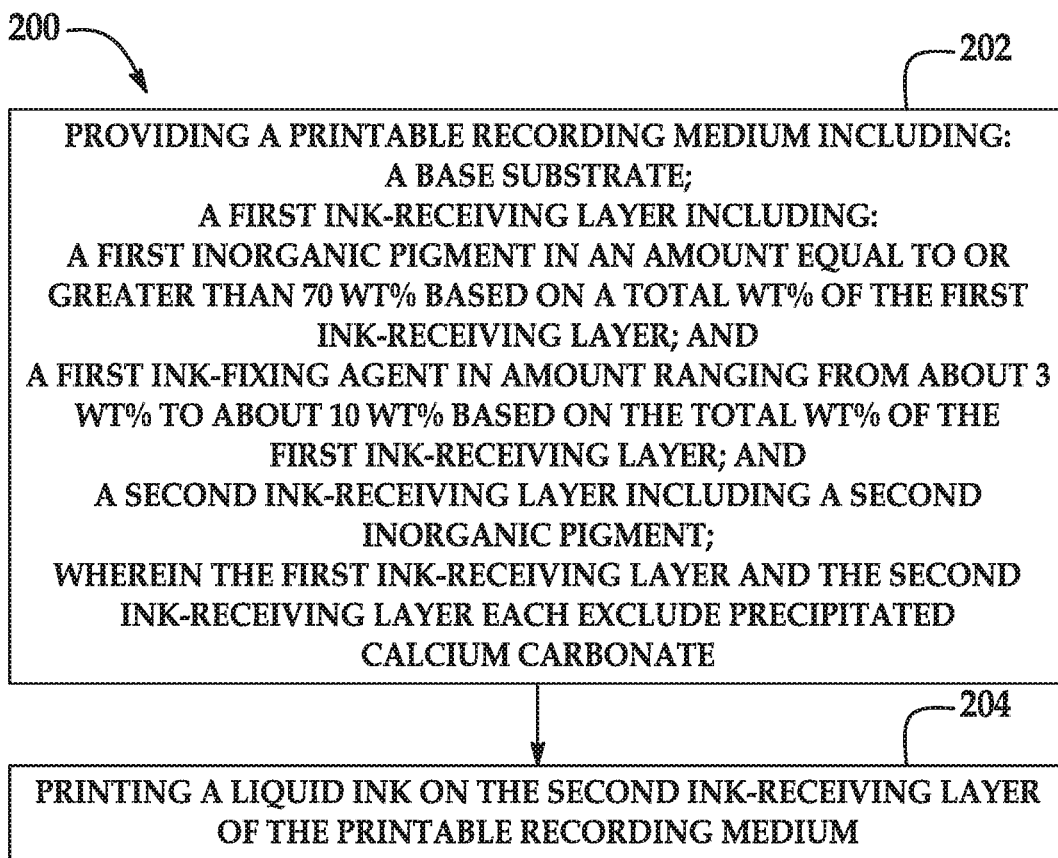 200
202
PROVIDING A PRINTABLE RECORDING MEDIUM INCLUDING:
A BASE SUBSTRATE;
A FIRST INK-RECEIVING LAYER INCLUDING:
A FIRST INORGANIC PIGMENT IN AN AMOUNT EQUAL TO OR
GREATER THAN 70 WT% BASED ON A TOTAL WT% OF THE FIRST
INK-RECEIVING LAYER; AND
A FIRST INK-FIXING AGENT IN AMOUNT RANGING FROM ABOUT 3
WT% TO ABOUT 10 WT% BASED ON THE TOTAL WT% OF THE
FIRST INK-RECEIVING LAYER; AND
A SECOND INK-RECEIVING LAYER INCLUDING A SECOND
INORGANIC PIGMENT;
WHEREIN THE FIRST INK-RECEIVING LAYER AND THE SECOND
INK-RECEIVING LAYER EACH EXCLUDE PRECIPITATED
CALCIUM CARBONATE
204
PRINTING A LIQUID INK ON THE SECOND INK-RECEIVING LAYER
OF THE PRINTABLE RECORDING MEDIUM